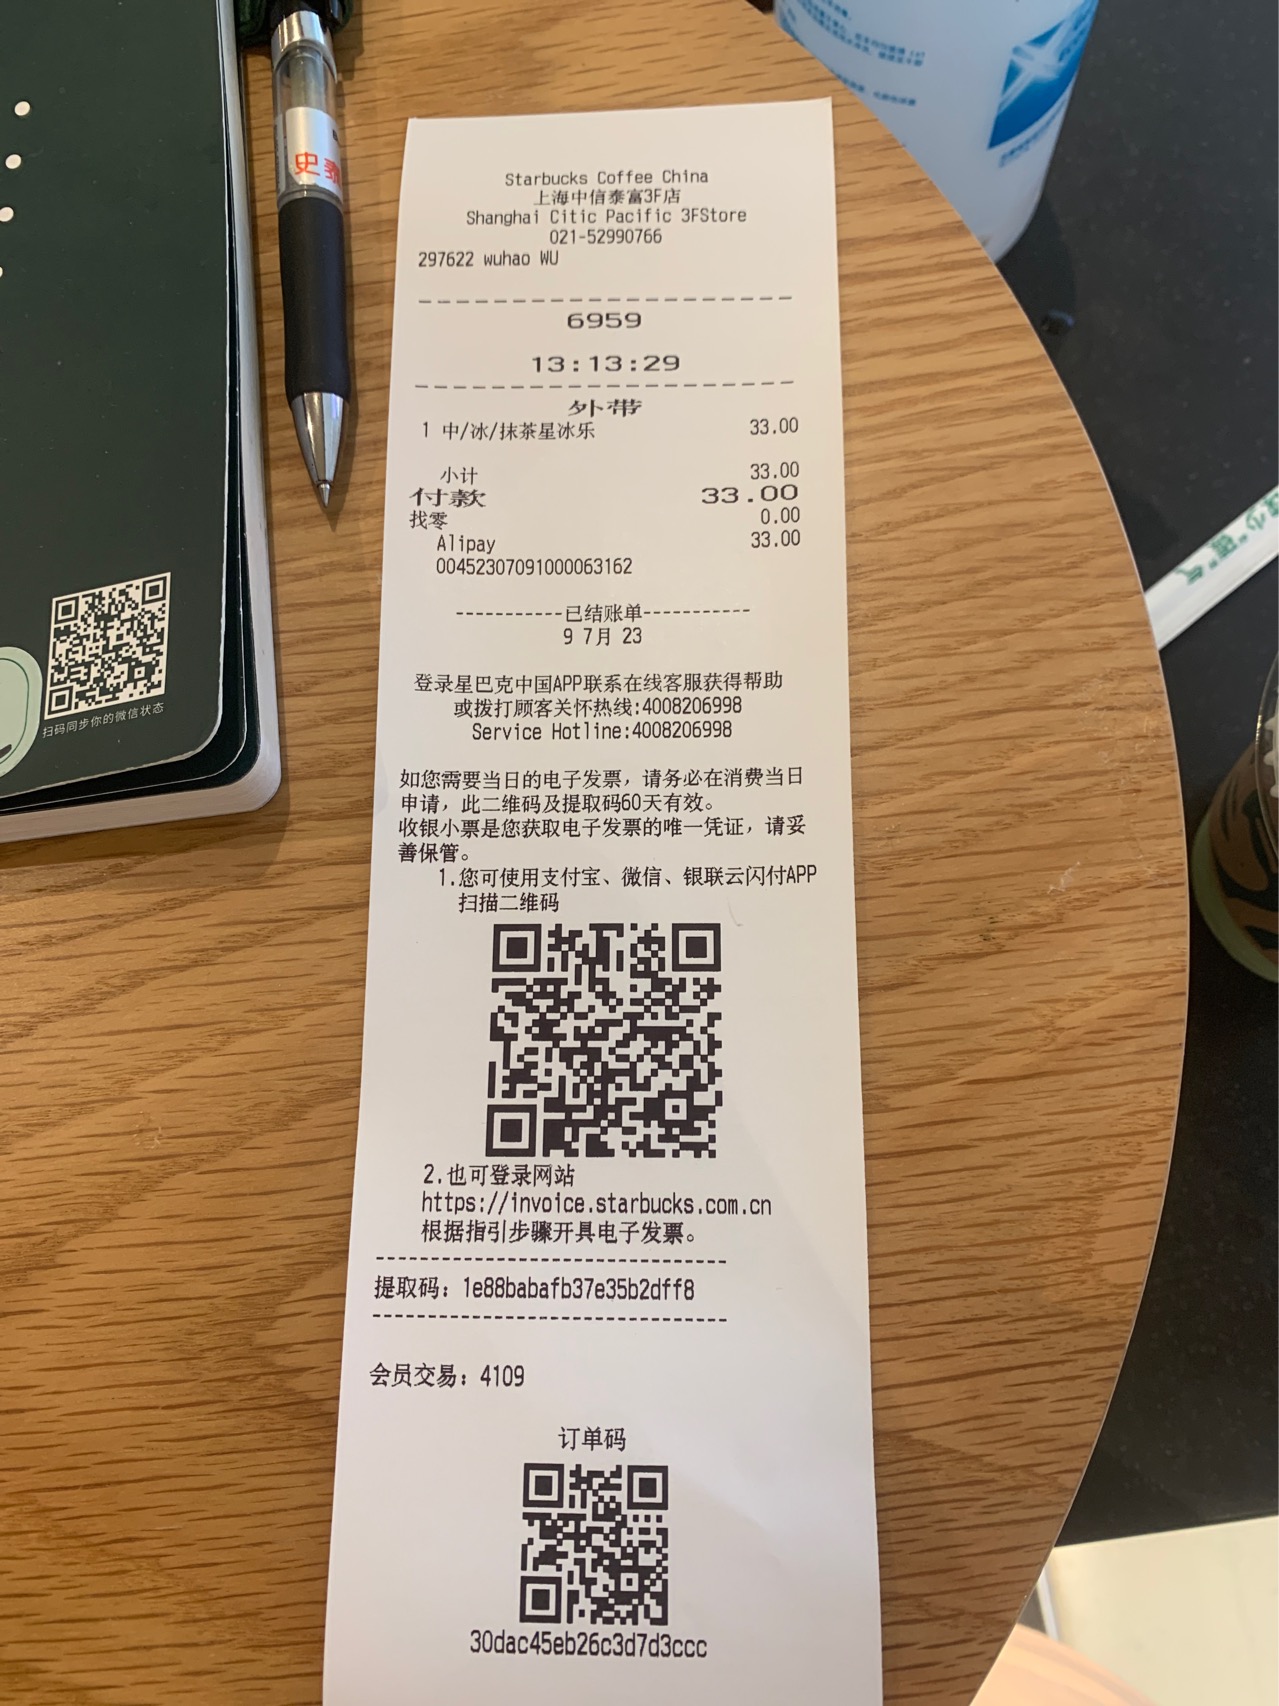 Starbucks Coffee China
上海中信泰富3F店
Shanghai Citic Pacific 3FStore
021-52990766
297622 wuhao WU
6959
13:13:29
外带
1 中/冰/抹茶星冰乐 33.00
小计 33.00
付款 33.00
找零 0.00
Alipay 33.00
00452307091000063162
-----------已结账单-----------
9 7月 23
登录星巴克中国APP联系在线客服获得帮助
或拨打顾客关怀热线:4008206998
Service Hotline:4008206998
如您需要当日的电子发票，请务必在消费当日
申请，此二维码及提取码60天有效。
收银小票是您获取电子发票的唯一凭证，请妥
善保管。
1.您可使用支付宝、微信、银联云闪付APP
扫描二维码
2.也可登录网站
https://invoice.starbucks.com.cn
根据指引步骤开具电子发票。
提取码：1e88babafb37e35b2dff8
会员交易：4109
订单码
30dac45eb26c3d7d3ccc
史泰
扫码同步你的微信状态